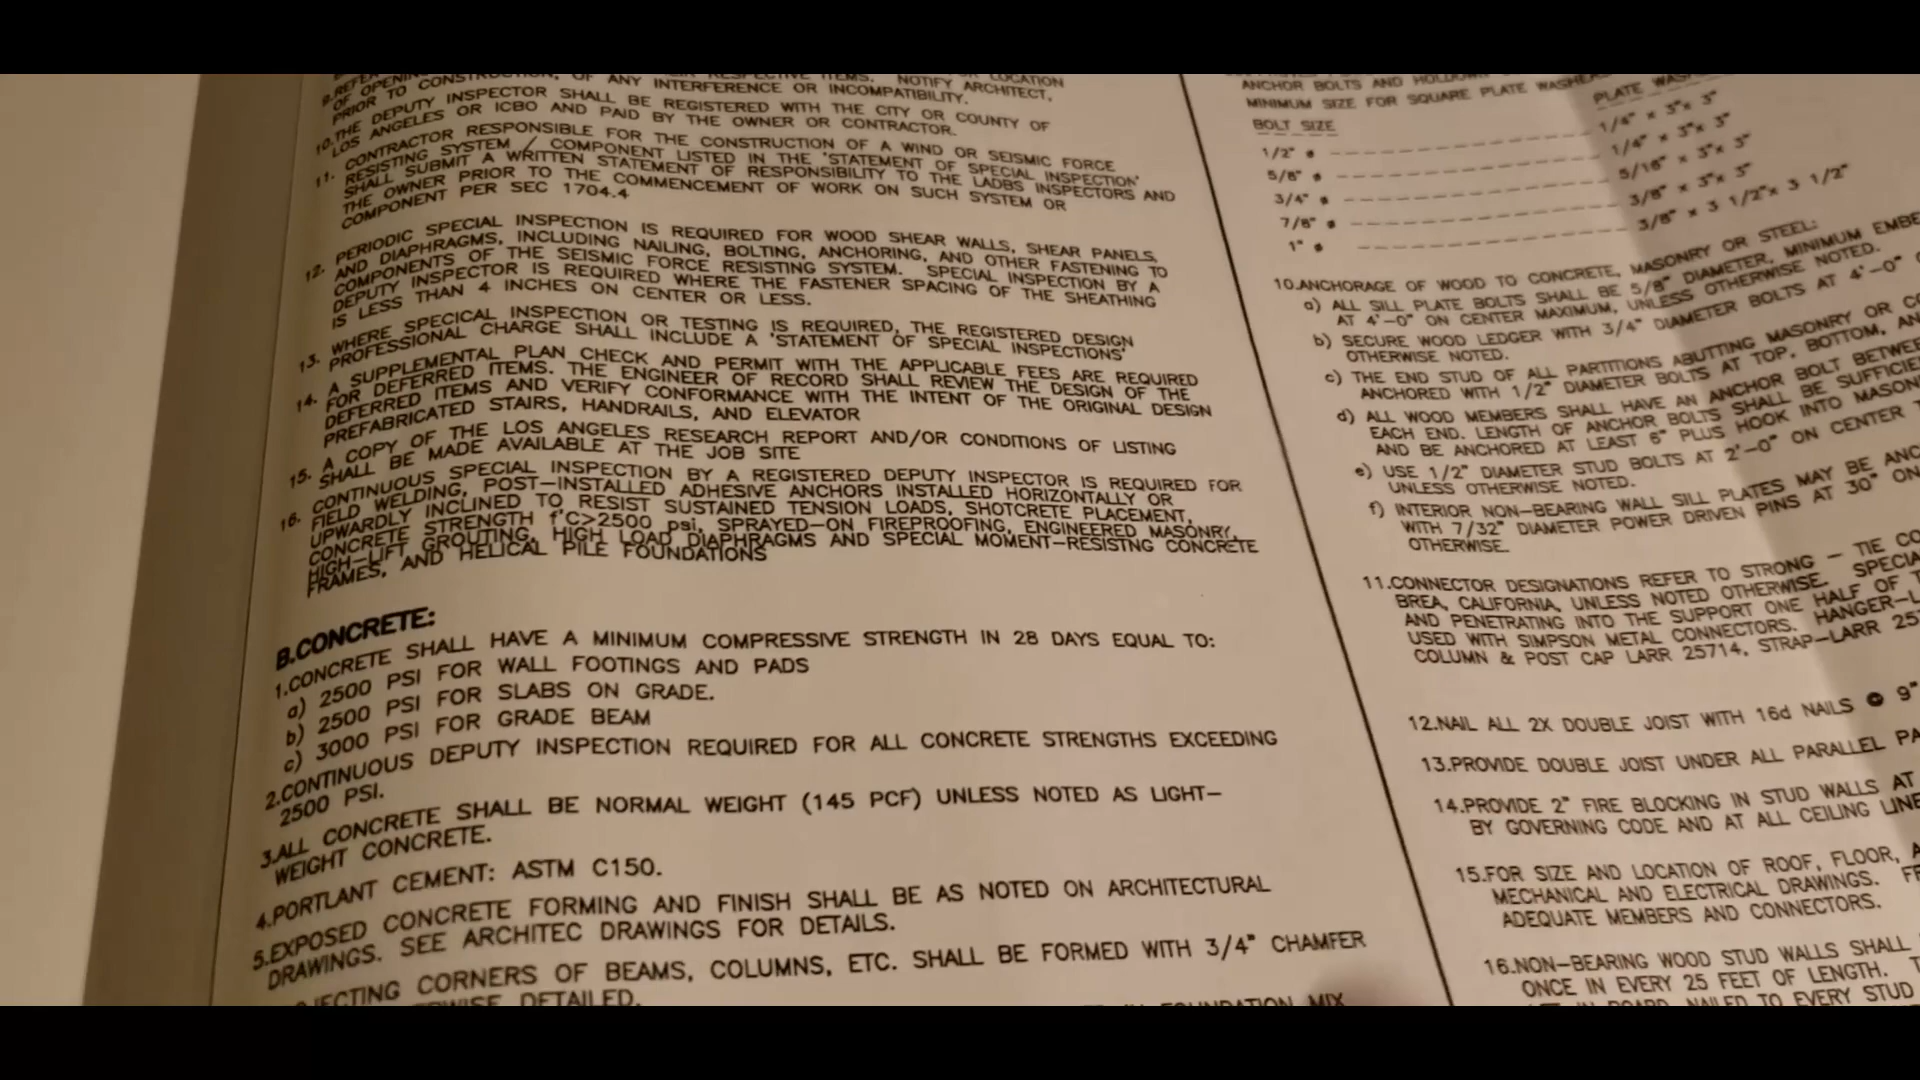 LOCATION
OF OPENING
PRIOR TO CONSTRUCTION, OF ANY INTERFERENCE OR INCOMPATIBILITY.
RESPECTIVE ITEMS. NOTIFY ARCHITECT,
10.THE DEPUTY INSPECTOR SHALL BE REGISTERED WITH THE CITY OR COUNTY OF
LOS ANGELES OR ICBO AND PAID BY THE OWNER OR CONTRACTOR.
11. CONTRACTOR RESPONSIBLE FOR THE CONSTRUCTION OF A WIND OR SEISMIC FORCE
RESISTING SYSTEM / COMPONENT LISTED IN THE 'STATEMENT OF SPECIAL INSPECTION'
SHALL SUBMIT A WRITTEN STATEMENT OF RESPONSIBILITY TO THE LADBS INSPECTORS AND
THE OWNER PRIOR TO THE COMMENCEMENT OF WORK ON SUCH SYSTEM OR
COMPONENT PER SEC 1704.4
12. PERIODIC SPECIAL INSPECTION IS REQUIRED FOR WOOD SHEAR WALLS, SHEAR PANELS,
AND DIAPHRAGMS, INCLUDING NAILING, BOLTING, ANCHORING, AND OTHER FASTENING TO
COMPONENTS OF THE SEISMIC FORCE RESISTING SYSTEM. SPECIAL INSPECTION BY A
DEPUTY INSPECTOR IS REQUIRED WHERE THE FASTENER SPACING OF THE SHEATHING
IS LESS THAN 4 INCHES ON CENTER OR LESS.
13. WHERE SPECICAL INSPECTION OR TESTING IS REQUIRED, THE REGISTERED DESIGN
PROFESSIONAL CHARGE SHALL INCLUDE A 'STATEMENT OF SPECIAL INSPECTIONS'
14. A SUPPLEMENTAL PLAN CHECK AND PERMIT WITH THE APPLICABLE FEES ARE REQUIRED
FOR DEFERRED ITEMS. THE ENGINEER OF RECORD SHALL REVIEW THE DESIGN OF THE
DEFERRED ITEMS AND VERIFY CONFORMANCE WITH THE INTENT OF THE ORIGINAL DESIGN
PREFABRICATED STAIRS, HANDRAILS, AND ELEVATOR
15. A COPY OF THE LOS ANGELES RESEARCH REPORT AND/OR CONDITIONS OF LISTING
SHALL BE MADE AVAILABLE AT THE JOB SITE
16. CONTINUOUS SPECIAL INSPECTION BY A REGISTERED DEPUTY INSPECTOR IS REQUIRED FOR
FIELD WELDING, POST-INSTALLED ADHESIVE ANCHORS INSTALLED HORIZONTALLY OR
UPWARDLY INCLINED TO RESIST SUSTAINED TENSION LOADS, SHOTCRETE PLACEMENT,
CONCRETE STRENGTH f'C>2500 psi, SPRAYED-ON FIREPROOFING, ENGINEERED MASONRY,
HIGH-LIFT GROUTING, HIGH LOAD DIAPHRAGMS AND SPECIAL MOMENT-RESISTNG CONCRETE
FRAMES, AND HELICAL PILE FOUNDATIONS
B.CONCRETE:
1.CONCRETE SHALL HAVE A MINIMUM COMPRESSIVE STRENGTH IN 28 DAYS EQUAL TO:
a) 2500 PSI FOR WALL FOOTINGS AND PADS
b) 2500 PSI FOR SLABS ON GRADE.
c) 3000 PSI FOR GRADE BEAM
2.CONTINUOUS DEPUTY INSPECTION REQUIRED FOR ALL CONCRETE STRENGTHS EXCEEDING
2500 PSI.
3.ALL CONCRETE SHALL BE NORMAL WEIGHT (145 PCF) UNLESS NOTED AS LIGHT-
WEIGHT CONCRETE.
4.PORTLANT CEMENT: ASTM C150.
5.EXPOSED CONCRETE FORMING AND FINISH SHALL BE AS NOTED ON ARCHITECTURAL
DRAWINGS. SEE ARCHITEC DRAWINGS FOR DETAILS.
CORNERS OF BEAMS, COLUMNS, ETC. SHALL BE FORMED WITH 3/4" CHAMFER
DETAILED.
FOUNDATION MIX
ANCHOR BOLTS AND
MINIMUM SIZE FOR SQUARE PLATE WASHERS
BOLT SIZE PLATE
1/2" ø 1/4" x 3"x 3"
5/8" ø 1/4" x 3"x 3"
3/4" ø 5/16" x 3"x 3"
7/8" ø 3/8" x 3"x 3"
1" ø 3/8" x 3 1/2"x 3 1/2"
10.ANCHORAGE OF WOOD TO CONCRETE, MASONRY OR STEEL:
a) ALL SILL PLATE BOLTS SHALL BE 5/8" DIAMETER, MINIMUM
AT 4'-0" ON CENTER MAXIMUM, UNLESS OTHERWISE NOTED.
b) SECURE WOOD LEDGER WITH 3/4" DIAMETER BOLTS AT 4'-0"
OTHERWISE NOTED.
c) THE END STUD OF ALL PARTITIONS ABUTTING MASONRY OR
ANCHORED WITH 1/2" DIAMETER BOLTS AT TOP, BOTTOM,
d) ALL WOOD MEMBERS SHALL HAVE AN ANCHOR BOLT
EACH END. LENGTH OF ANCHOR BOLTS SHALL BE
AND BE ANCHORED AT LEAST 6" PLUS HOOK INTO
e) USE 1/2" DIAMETER STUD BOLTS AT 2'-0" ON CENTER
UNLESS OTHERWISE NOTED.
f) INTERIOR NON-BEARING WALL SILL PLATES MAY BE
WITH 7/32" DIAMETER POWER DRIVEN PINS AT 30" ON
OTHERWISE.
11.CONNECTOR DESIGNATIONS REFER TO STRONG - TIE
BREA, CALIFORNIA, UNLESS NOTED OTHERWISE.
AND PENETRATING INTO THE SUPPORT ONE HALF OF
USED WITH SIMPSON METAL CONNECTORS.
COLUMN & POST CAP LARR 25714, STRAP-LARR
12.NAIL ALL 2X DOUBLE JOIST WITH 16d NAILS @ 9"
13.PROVIDE DOUBLE JOIST UNDER ALL PARALLEL
14.PROVIDE 2" FIRE BLOCKING IN STUD WALLS AT
BY GOVERNING CODE AND AT ALL CEILING
15.FOR SIZE AND LOCATION OF ROOF, FLOOR,
MECHANICAL AND ELECTRICAL DRAWINGS.
ADEQUATE MEMBERS AND CONNECTORS.
16.NON-BEARING WOOD STUD WALLS SHALL
ONCE IN EVERY 25 FEET OF LENGTH.
NAILED TO EVERY STUD